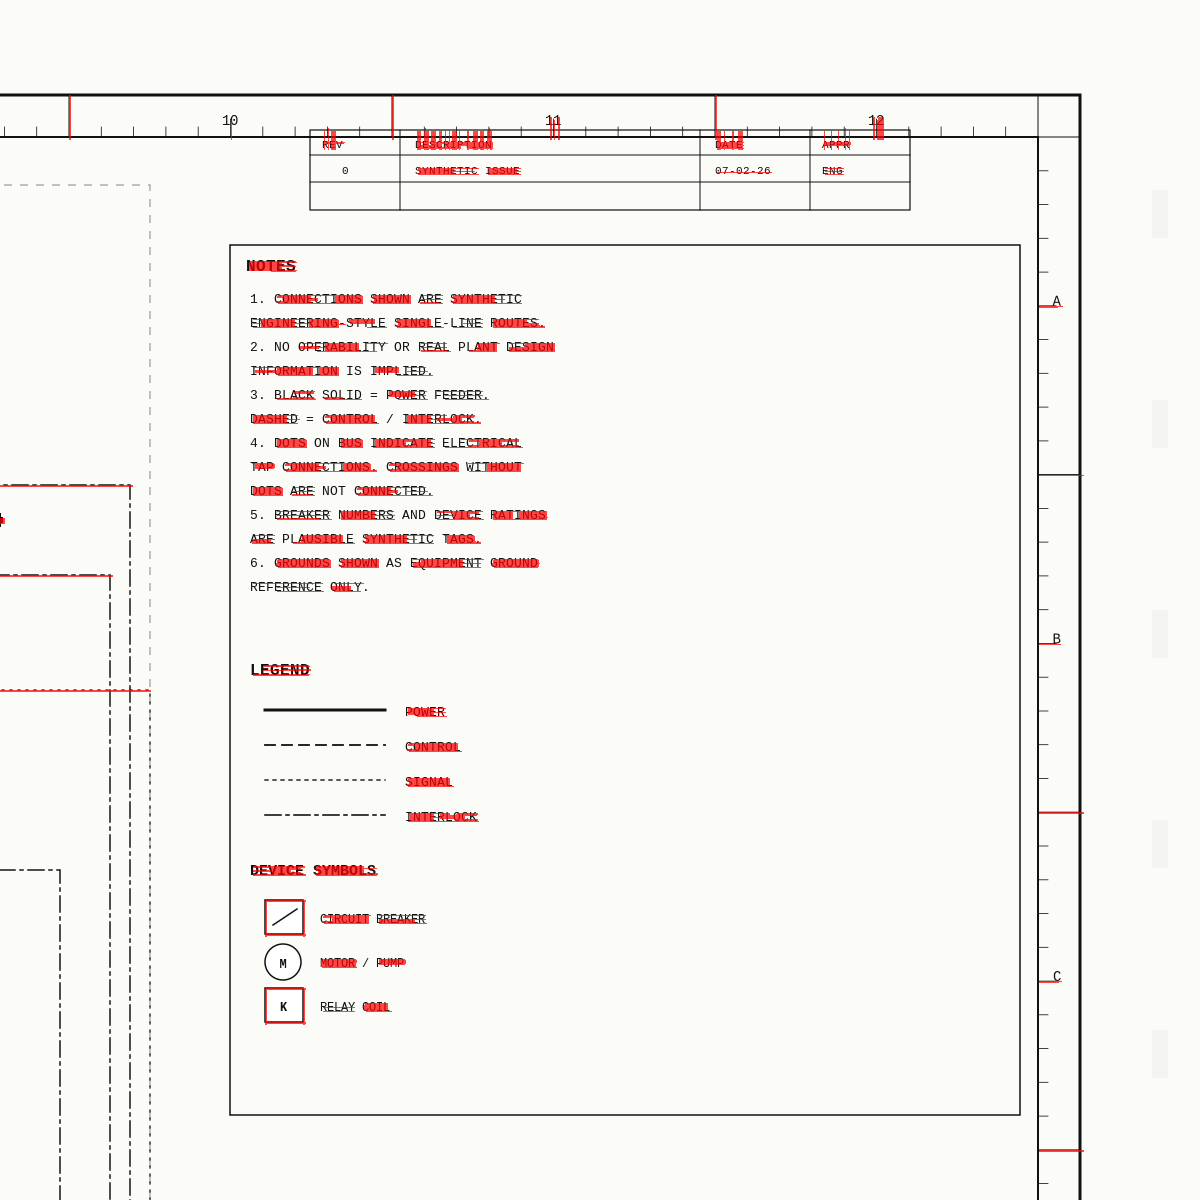 10 11 12
REV DESCRIPTION DATE APPR
0 SYNTHETIC ISSUE 07-02-26 ENG
NOTES
1. CONNECTIONS SHOWN ARE SYNTHETIC
ENGINEERING-STYLE SINGLE-LINE ROUTES.
2. NO OPERABILITY OR REAL PLANT DESIGN
INFORMATION IS IMPLIED.
3. BLACK SOLID = POWER FEEDER.
DASHED = CONTROL / INTERLOCK.
4. DOTS ON BUS INDICATE ELECTRICAL
TAP CONNECTIONS. CROSSINGS WITHOUT
DOTS ARE NOT CONNECTED.
5. BREAKER NUMBERS AND DEVICE RATINGS
ARE PLAUSIBLE SYNTHETIC TAGS.
6. GROUNDS SHOWN AS EQUIPMENT GROUND
REFERENCE ONLY.
LEGEND
POWER
CONTROL
SIGNAL
INTERLOCK
DEVICE SYMBOLS
CIRCUIT BREAKER
M MOTOR / PUMP
K RELAY COIL
A
B
C